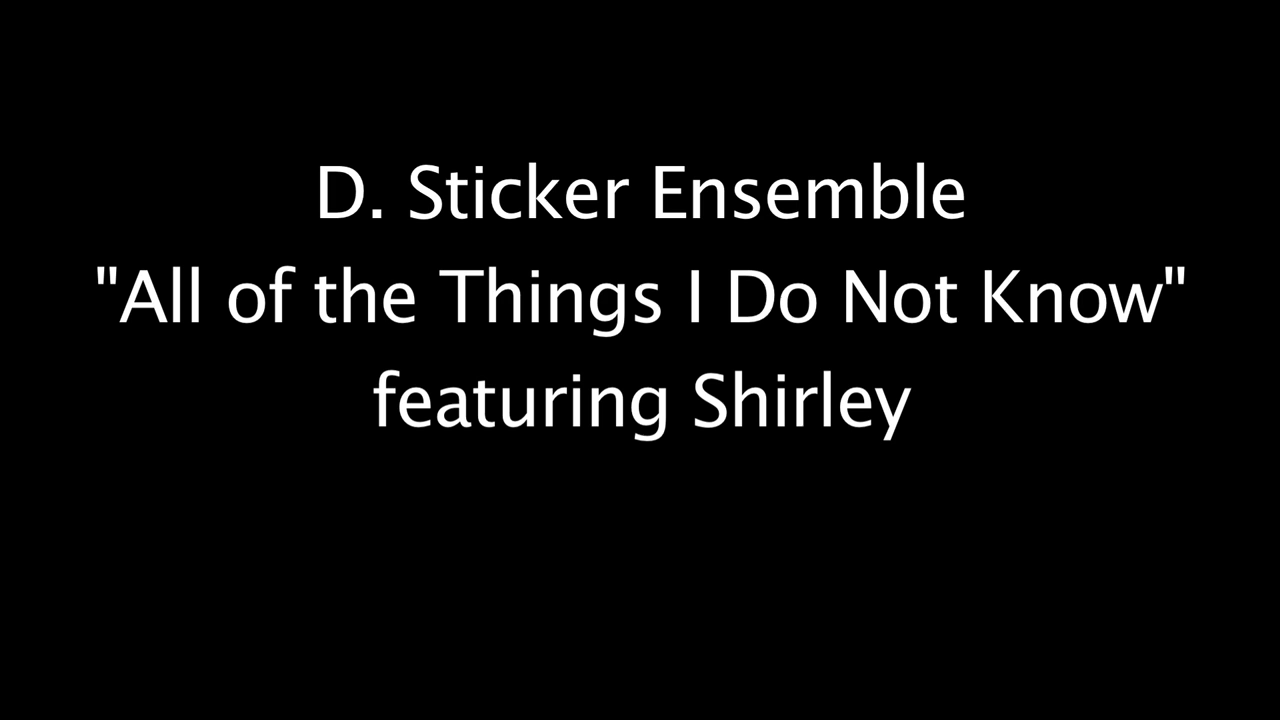 D. Sticker Ensemble
"All of the Things I Do Not Know"
featuring Shirley